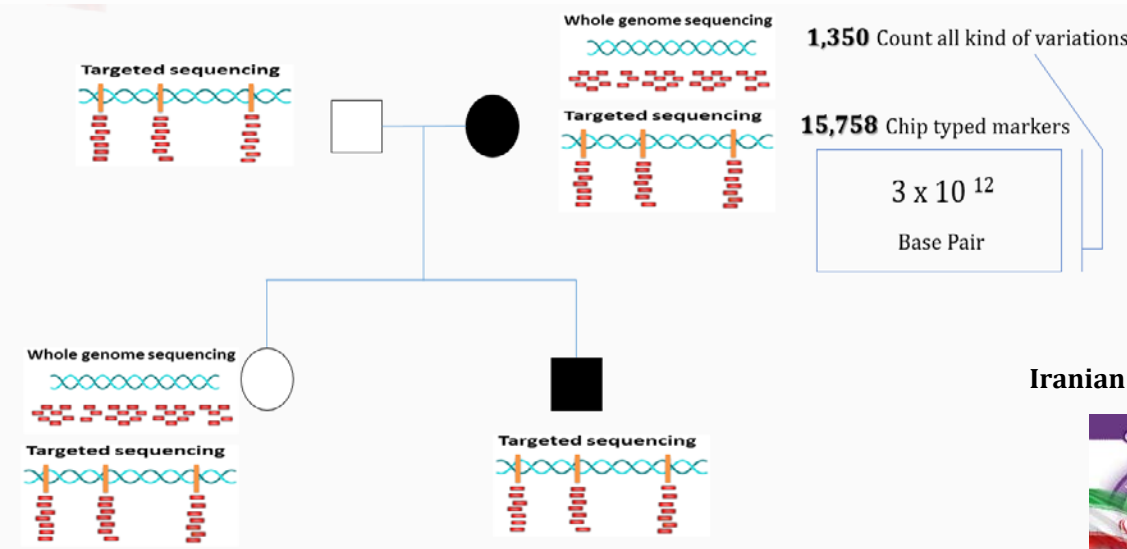 Whole genome sequencing
1,350 Count all kind of variations
Targeted sequencing
Targeted sequencing
15,758 Chip typed markers
3 x 10 12
Base Pair
Whole genome sequencing
Iranian
Targeted sequencing
Targeted sequencing